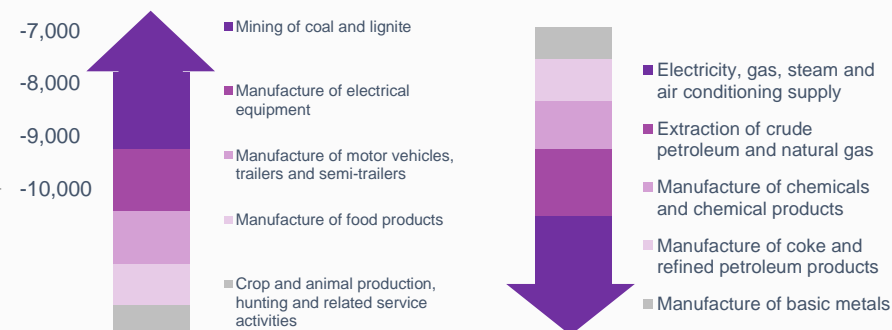 -7,000
-8,000
-9,000
-10,000
Mining of coal and lignite
Manufacture of electrical
equipment
Manufacture of motor vehicles,
trailers and semi-trailers
Manufacture of food products
Crop and animal production,
hunting and related service
activities
Electricity, gas, steam and
air conditioning supply
Extraction of crude
petroleum and natural gas
Manufacture of chemicals
and chemical products
Manufacture of coke and
refined petroleum products
Manufacture of basic metals